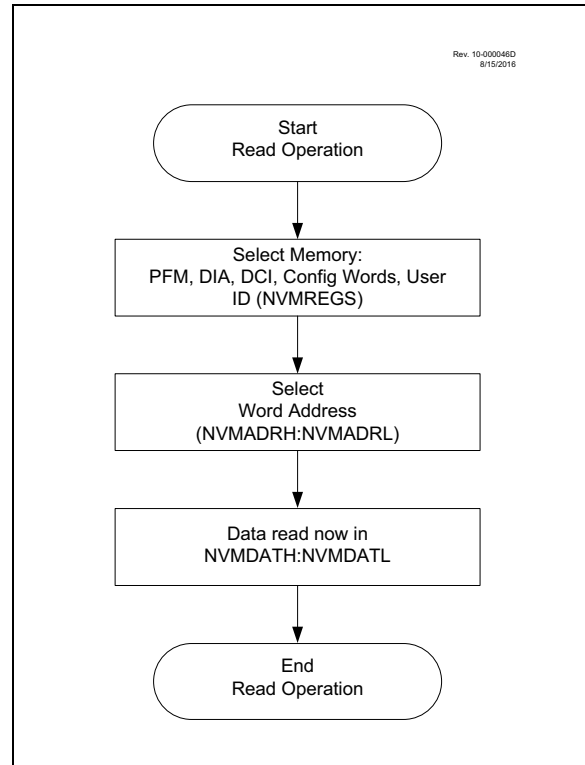 Rev. 10-000046D
8/15/2016
Start
Read Operation
Select Memory:
PFM, DIA, DCI, Config Words, User
ID (NVMREGS)
Select
Word Address
(NVMADRH:NVMADRL)
Data read now in
NVMDATH:NVMDATL
End
Read Operation